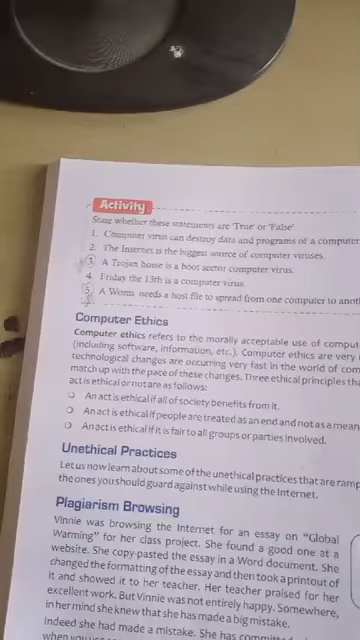 Activity
State whether these statements are 'True' or 'False'.
1. Computer virus can destroy data and programs of a computer
2. The Internet is the biggest source of computer viruses.
3. A Trojan horse is a boot sector computer virus.
4. Friday the 13th is a computer virus.
5. A Worm needs a host file to spread from one computer to anot
Computer Ethics
Computer ethics refers to the morally acceptable use of comput
(including software, information, etc.). Computer ethics are very
technological changes are occurring very fast in the world of com
match up with the pace of these changes. Three ethical principles tha
act is ethical or not are as follows:
An act is ethical if all of society benefits from it.
An act is ethical if people are treated as an end and not as a mean
An act is ethical if it is fair to all groups or parties involved.
Unethical Practices
Let us now learn about some of the unethical practices that are ramp
the ones you should guard against while using the Internet.
Plagiarism Browsing
Vinnie was browsing the Internet for an essay on "Global
Warming" for her class project. She found a good one at a
website. She copy-pasted the essay in a Word document. She
changed the formatting of the essay and then took a printout of
it and showed it to her teacher. Her teacher praised for her
excellent work. But Vinnie was not entirely happy. Somewhere,
in her mind she knew that she has made a big mistake.
Indeed she had made a mistake. She has
when you